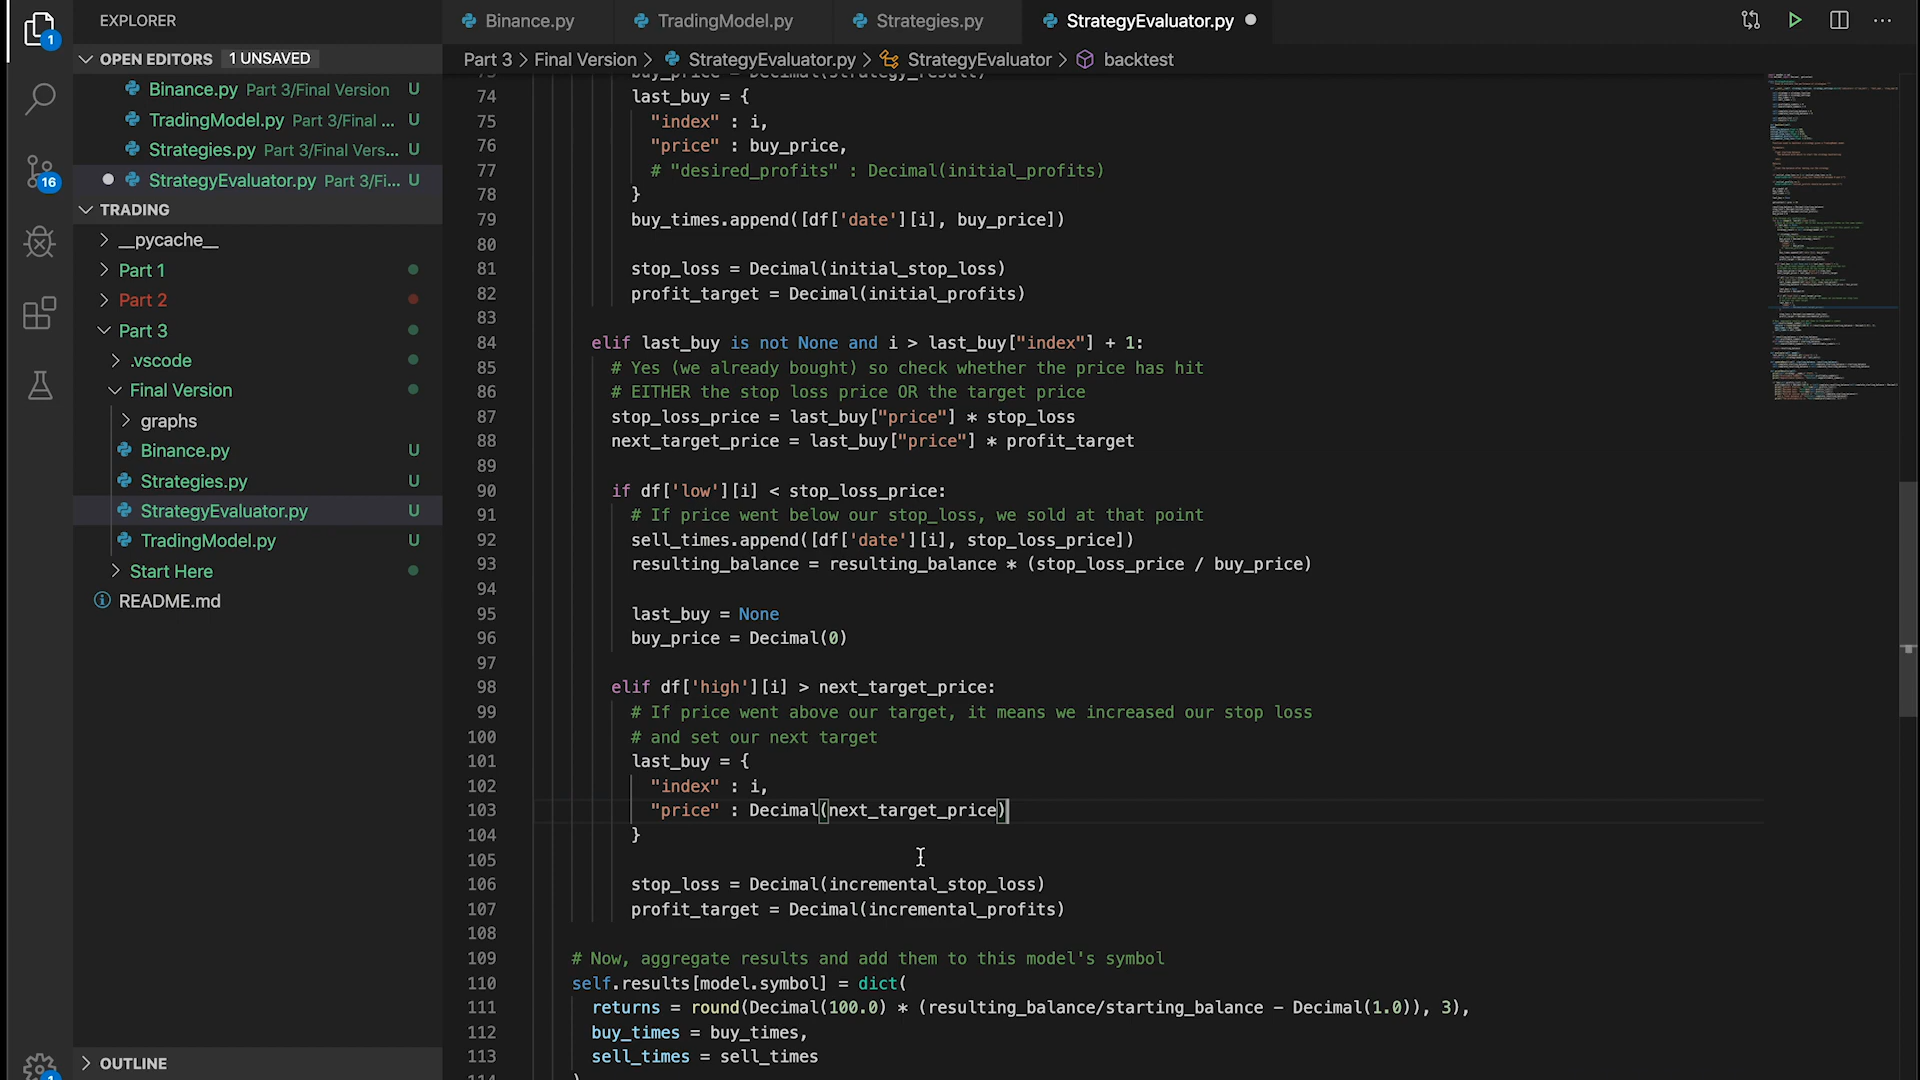 EXPLORER
OPEN EDITORS 1 UNSAVED
Binance.py Part 3/Final Version U
TradingModel.py Part 3/Final ... U
Strategies.py Part 3/Final Vers... U
StrategyEvaluator.py Part 3/Fi... U
TRADING
__pycache__
Part 1
Part 2
Part 3
.vscode
Final Version
graphs
Binance.py U
Strategies.py U
StrategyEvaluator.py U
TradingModel.py U
Start Here
README.md
OUTLINE
1
16
1
Binance.py TradingModel.py Strategies.py StrategyEvaluator.py
Part 3 > Final Version > StrategyEvaluator.py > StrategyEvaluator > backtest
73 buy_price = Decimal(strategy_result)
74 last_buy = {
75 "index" : i,
76 "price" : buy_price,
77 # "desired_profits" : Decimal(initial_profits)
78 }
79 buy_times.append([df['date'][i], buy_price])
80
81 stop_loss = Decimal(initial_stop_loss)
82 profit_target = Decimal(initial_profits)
83
84 elif last_buy is not None and i > last_buy["index"] + 1:
85 # Yes (we already bought) so check whether the price has hit
86 # EITHER the stop loss price OR the target price
87 stop_loss_price = last_buy["price"] * stop_loss
88 next_target_price = last_buy["price"] * profit_target
89
90 if df['low'][i] < stop_loss_price:
91 # If price went below our stop_loss, we sold at that point
92 sell_times.append([df['date'][i], stop_loss_price])
93 resulting_balance = resulting_balance * (stop_loss_price / buy_price)
94
95 last_buy = None
96 buy_price = Decimal(0)
97
98 elif df['high'][i] > next_target_price:
99 # If price went above our target, it means we increased our stop loss
100 # and set our next target
101 last_buy = {
102 "index" : i,
103 "price" : Decimal(next_target_price)
104 }
105
106 stop_loss = Decimal(incremental_stop_loss)
107 profit_target = Decimal(incremental_profits)
108
109 # Now, aggregate results and add them to this model's symbol
110 self.results[model.symbol] = dict(
111 returns = round(Decimal(100.0) * (resulting_balance/starting_balance - Decimal(1.0)), 3),
112 buy_times = buy_times,
113 sell_times = sell_times
114 )